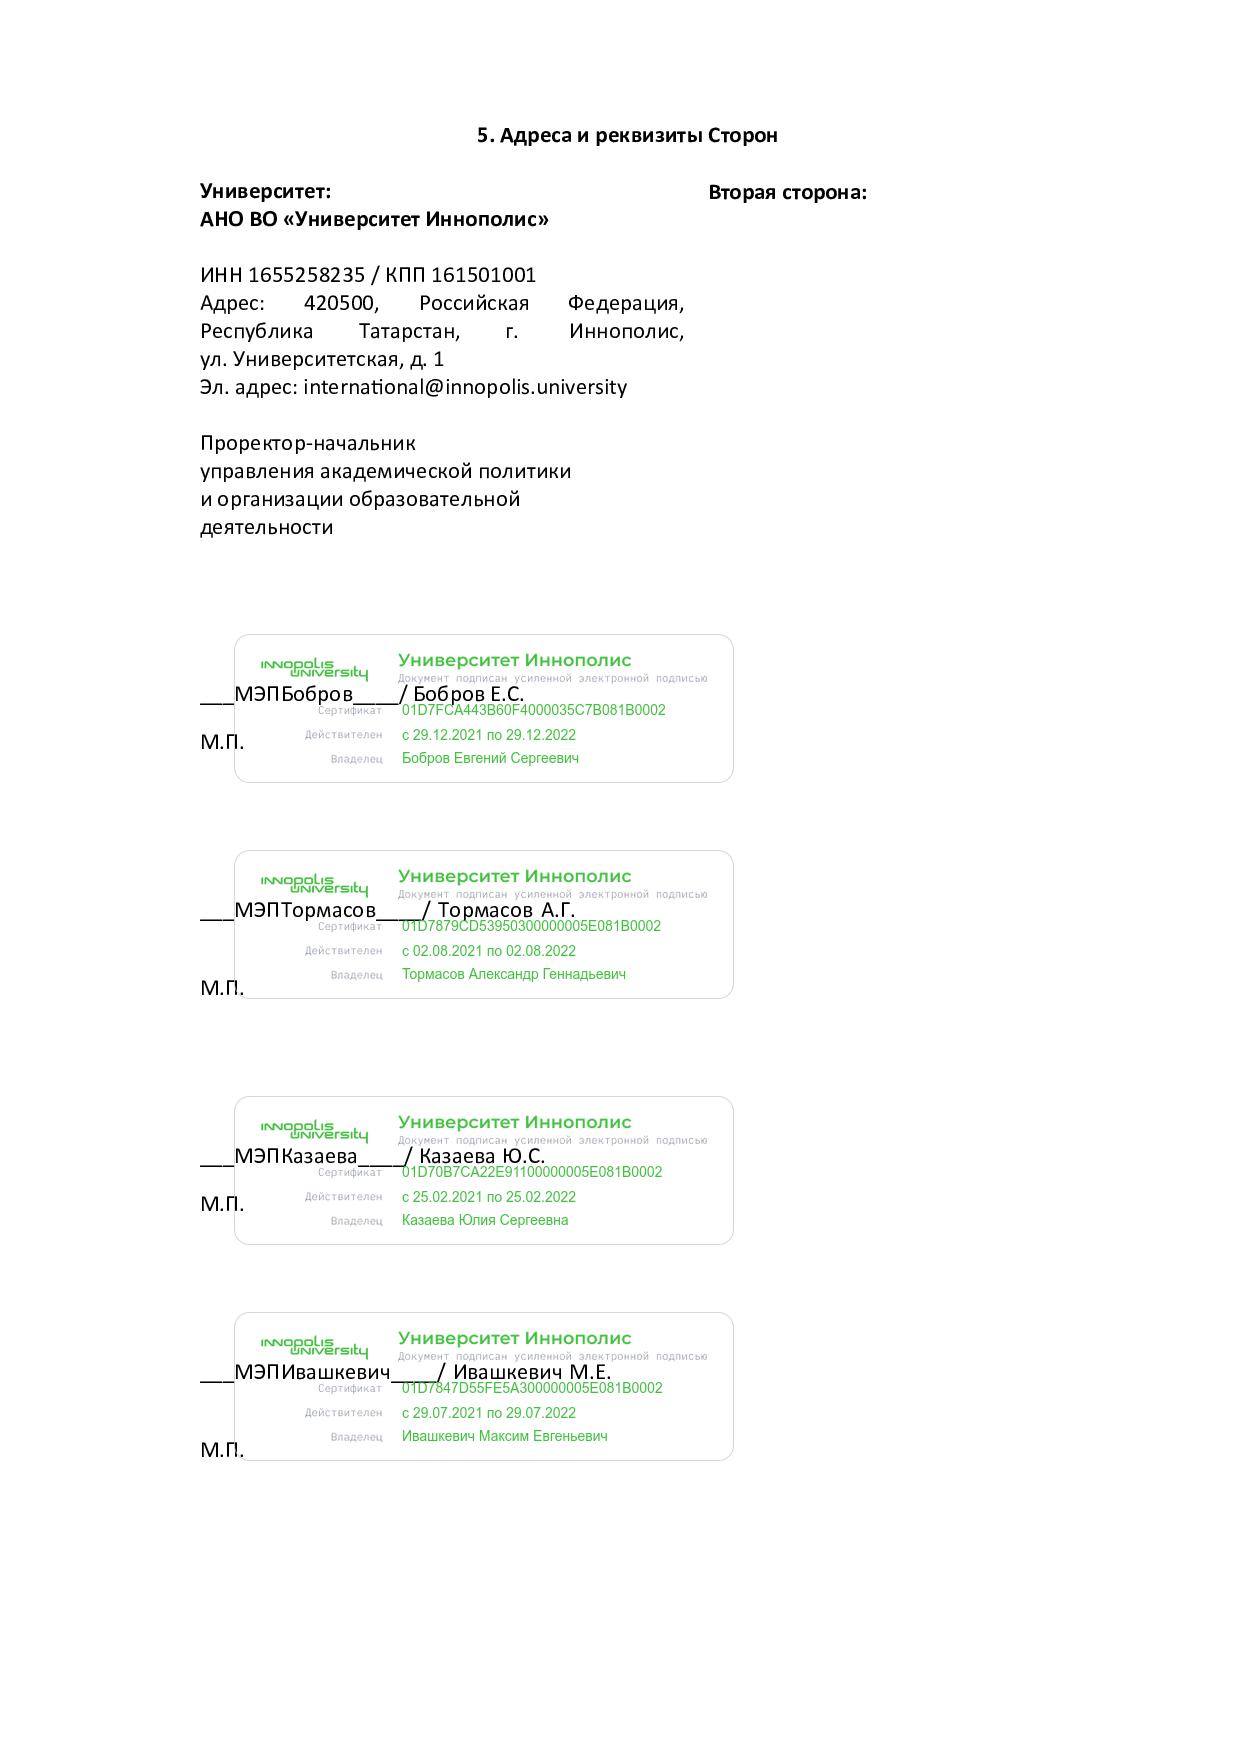 5. Адреса и реквизиты Сторон
Университет:
АНО ВО «Университет Иннополис»
Вторая сторона:
ИНН 1655258235 / КПП 161501001
Адрес: 420500, Российская Федерация,
Республика Татарстан, г. Иннополис,
ул. Университетская, д. 1
Эл. адрес: international@innopolis.university
Проректор-начальник
управления академической политики
и организации образовательной
деятельности
INNOPOLIS
UNIVERSITY
Университет Иннополис
Документ подписан усиленной электронной подписью
___МЭПБобров____/ Бобров Е.С.
Сертификат 01D7FCA443B60F4000035C7B081B0002
Действителен с 29.12.2021 по 29.12.2022
М.П.
Владелец Бобров Евгений Сергеевич
INNOPOLIS
UNIVERSITY
Университет Иннополис
Документ подписан усиленной электронной подписью
___МЭПТормасов____/ Тормасов А.Г.
Сертификат 01D7879CD53950300000005E081B0002
Действителен с 02.08.2021 по 02.08.2022
Владелец Тормасов Александр Геннадьевич
М.П.
INNOPOLIS
UNIVERSITY
Университет Иннополис
Документ подписан усиленной электронной подписью
___МЭПКазаева____/ Казаева Ю.С.
Сертификат 01D70B7CA22E91100000005E081B0002
Действителен с 25.02.2021 по 25.02.2022
М.П.
Владелец Казаева Юлия Сергеевна
INNOPOLIS
UNIVERSITY
Университет Иннополис
Документ подписан усиленной электронной подписью
___МЭПИвашкевич____/ Ивашкевич М.Е.
Сертификат 01D7847D55FE5A300000005E081B0002
Действителен с 29.07.2021 по 29.07.2022
Владелец Ивашкевич Максим Евгеньевич
М.П.